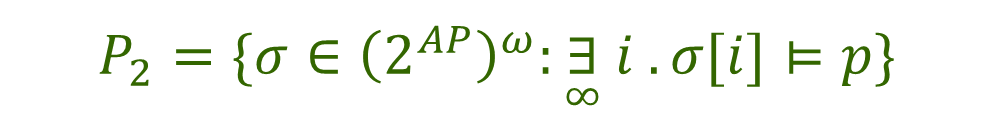 P₂ = {σ ∈ (2^{AP})^ω: ∃_∞ i . σ[i] ⊨ p}